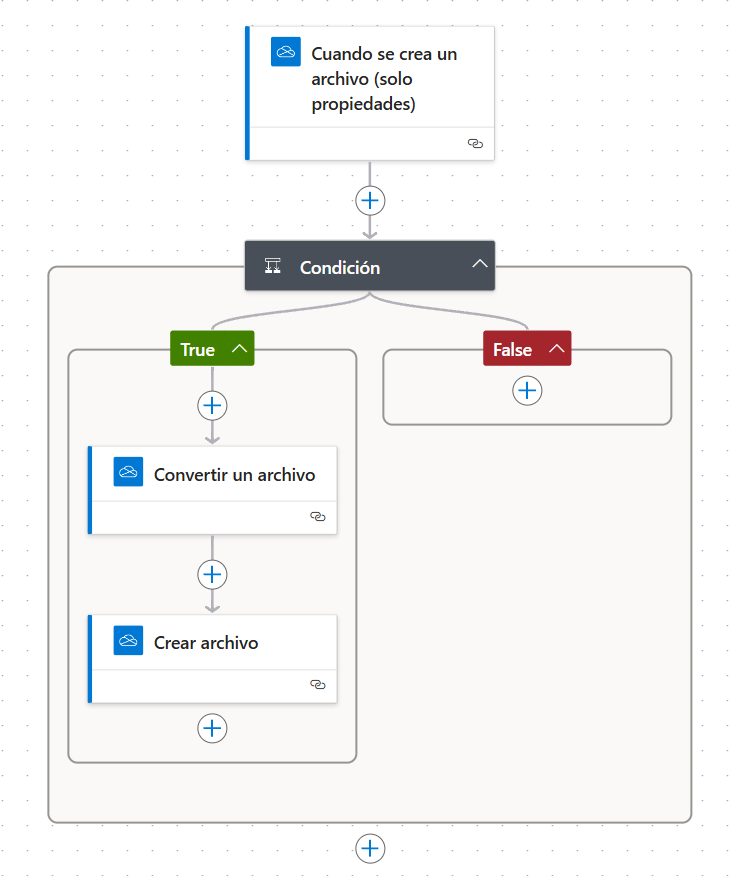 Cuando se crea un
archivo (solo
propiedades)
Condición
True
False
Convertir un archivo
Crear archivo